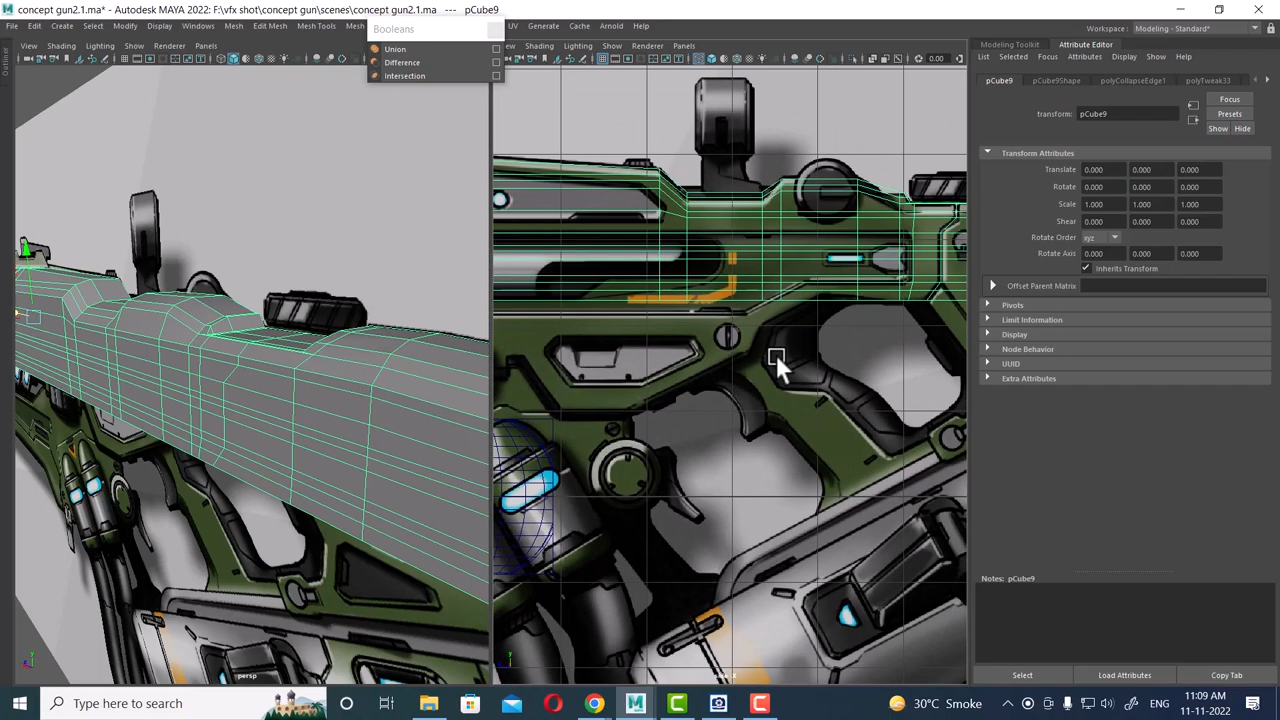 concept gun2.1.ma* - Autodesk MAYA 2022: F:\vfx shot\concept gun\scenes\concept gun2.1.ma --- pCube9
File Edit Create Select Modify Display Windows Mesh Edit Mesh Mesh Tools Mesh UV Generate Cache Arnold Help Workspace: Modeling - Standard*
Booleans
Union
Difference
Intersection
View Shading Lighting Show Renderer Panels
Shading Lighting Show Renderer Panels
0.00
Outliner
Modeling Toolkit Attribute Editor
List Selected Focus Attributes Display Show Help
pCube9 pCube9Shape polyCollapseEdge1 polyTweak33
Focus
transform: pCube9
Presets
Show Hide
Transform Attributes
Translate 0.000 0.000 0.000
Rotate 0.000 0.000 0.000
Scale 1.000 1.000 1.000
Shear 0.000 0.000 0.000
Rotate Order xyz
Rotate Axis 0.000 0.000 0.000
Inherits Transform
Offset Parent Matrix
Pivots
Limit Information
Display
Node Behavior
UUID
Extra Attributes
Notes: pCube9
persp
Select Load Attributes Copy Tab
Type here to search
30°C Smoke
ENG
11:09 AM
11-11-2022